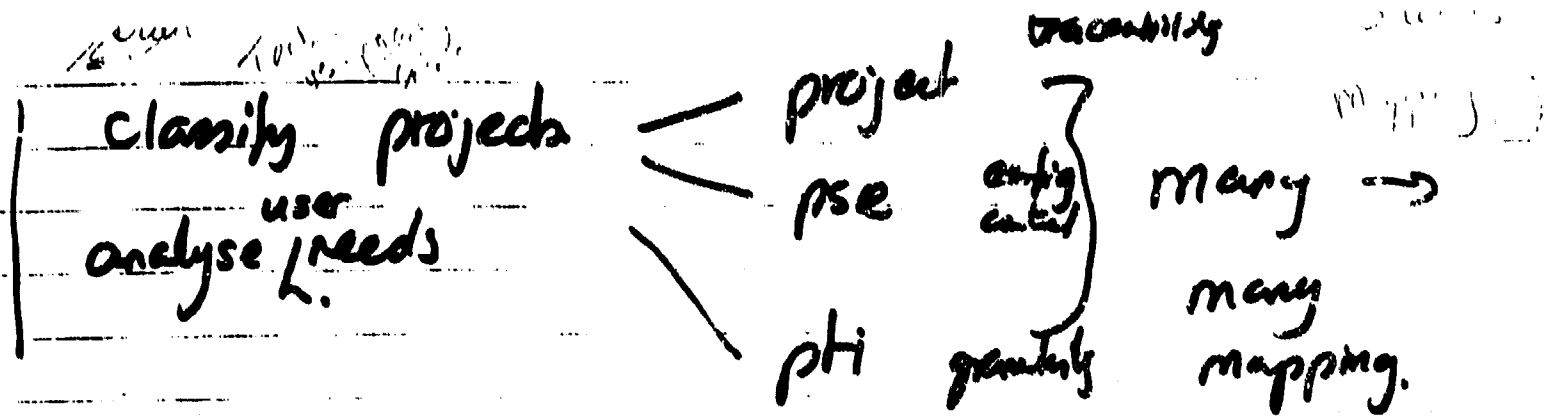 traceability
classify projects project
pse config control many →
analyse user needs
many
pti granularity mapping.